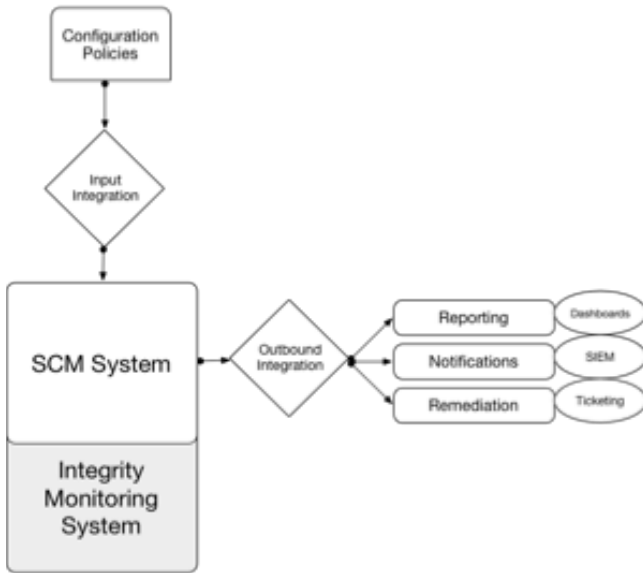 Configuration
Policies
Input
Integration
SCM System
Integrity
Monitoring
System
Outbound
Integration
Reporting
Dashboards
Notifications
SIEM
Remediation
Ticketing